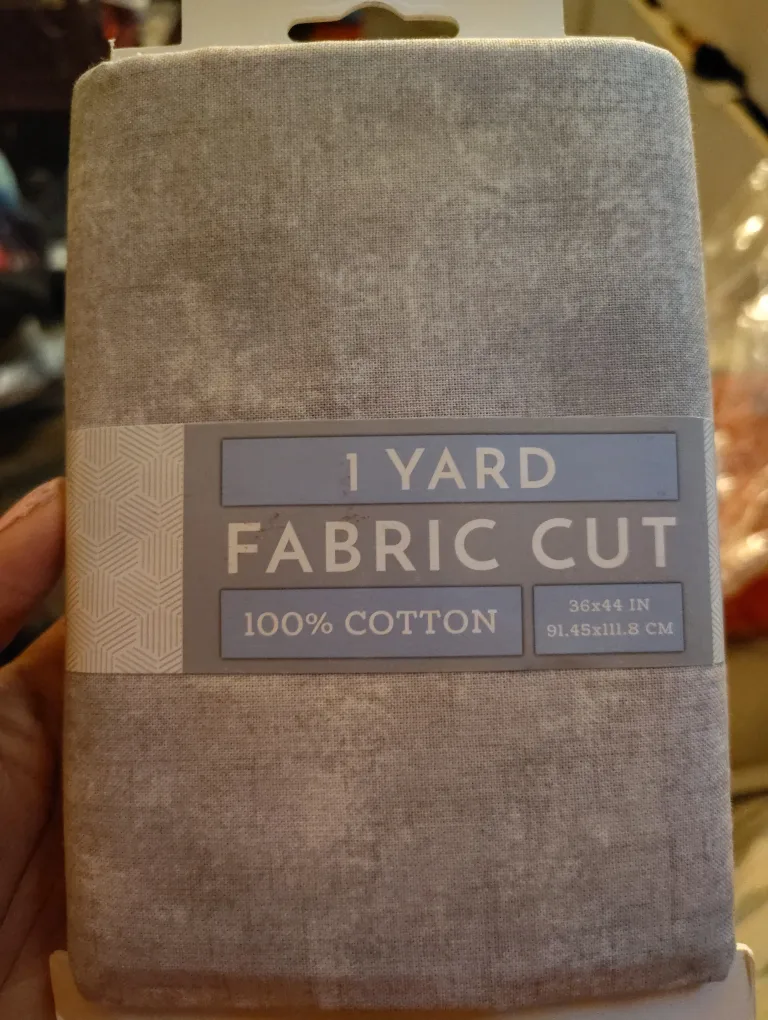 1 YARD
FABRIC CUT
100% COTTON
36x44 IN
91.45x111.8 CM